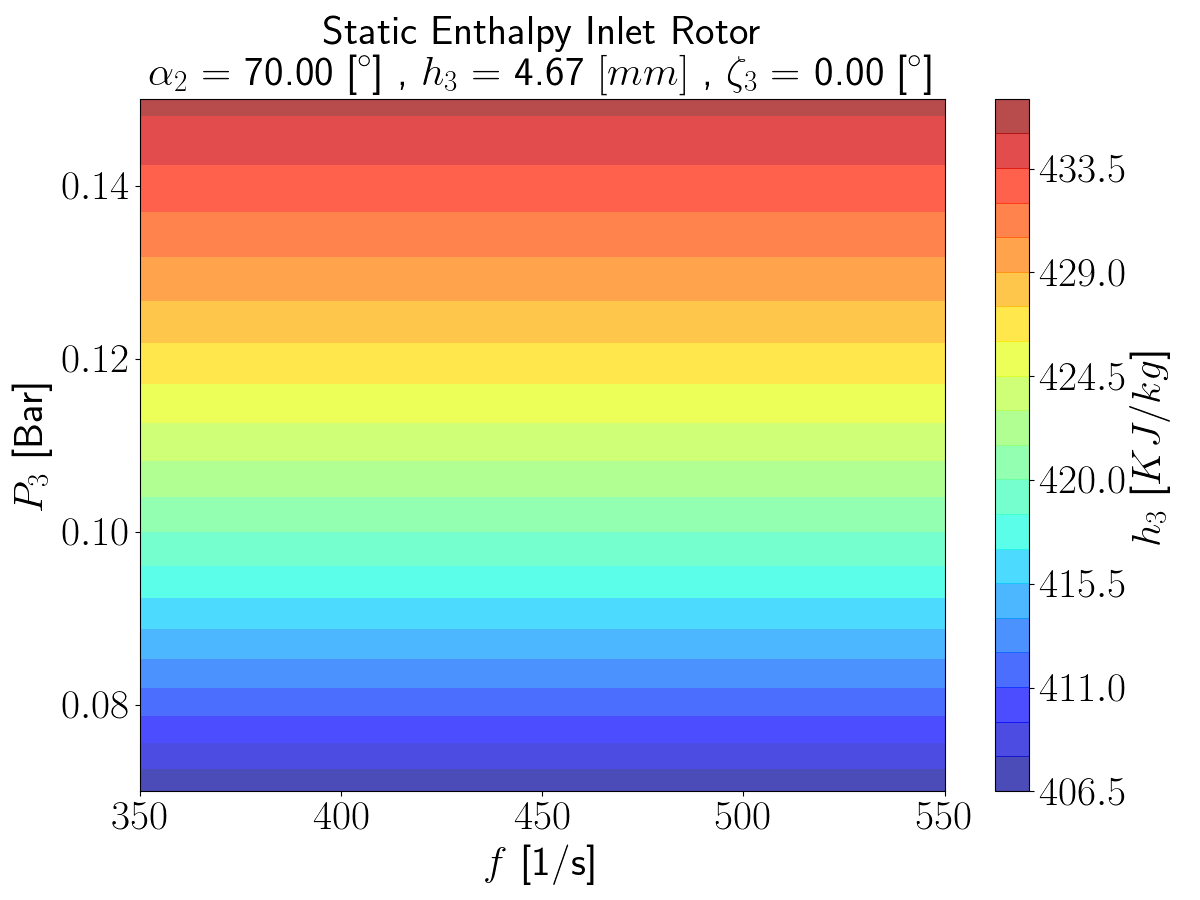 Static Enthalpy Inlet Rotor
α₂ = 70.00 [°] , h₃ = 4.67 [mm] , ζ₃ = 0.00 [°]
0.14
0.12
0.10
0.08
P₃ [Bar]
350 400 450 500 550
f [1/s]
433.5
429.0
424.5
420.0
415.5
411.0
406.5
h₃ [KJ/kg]